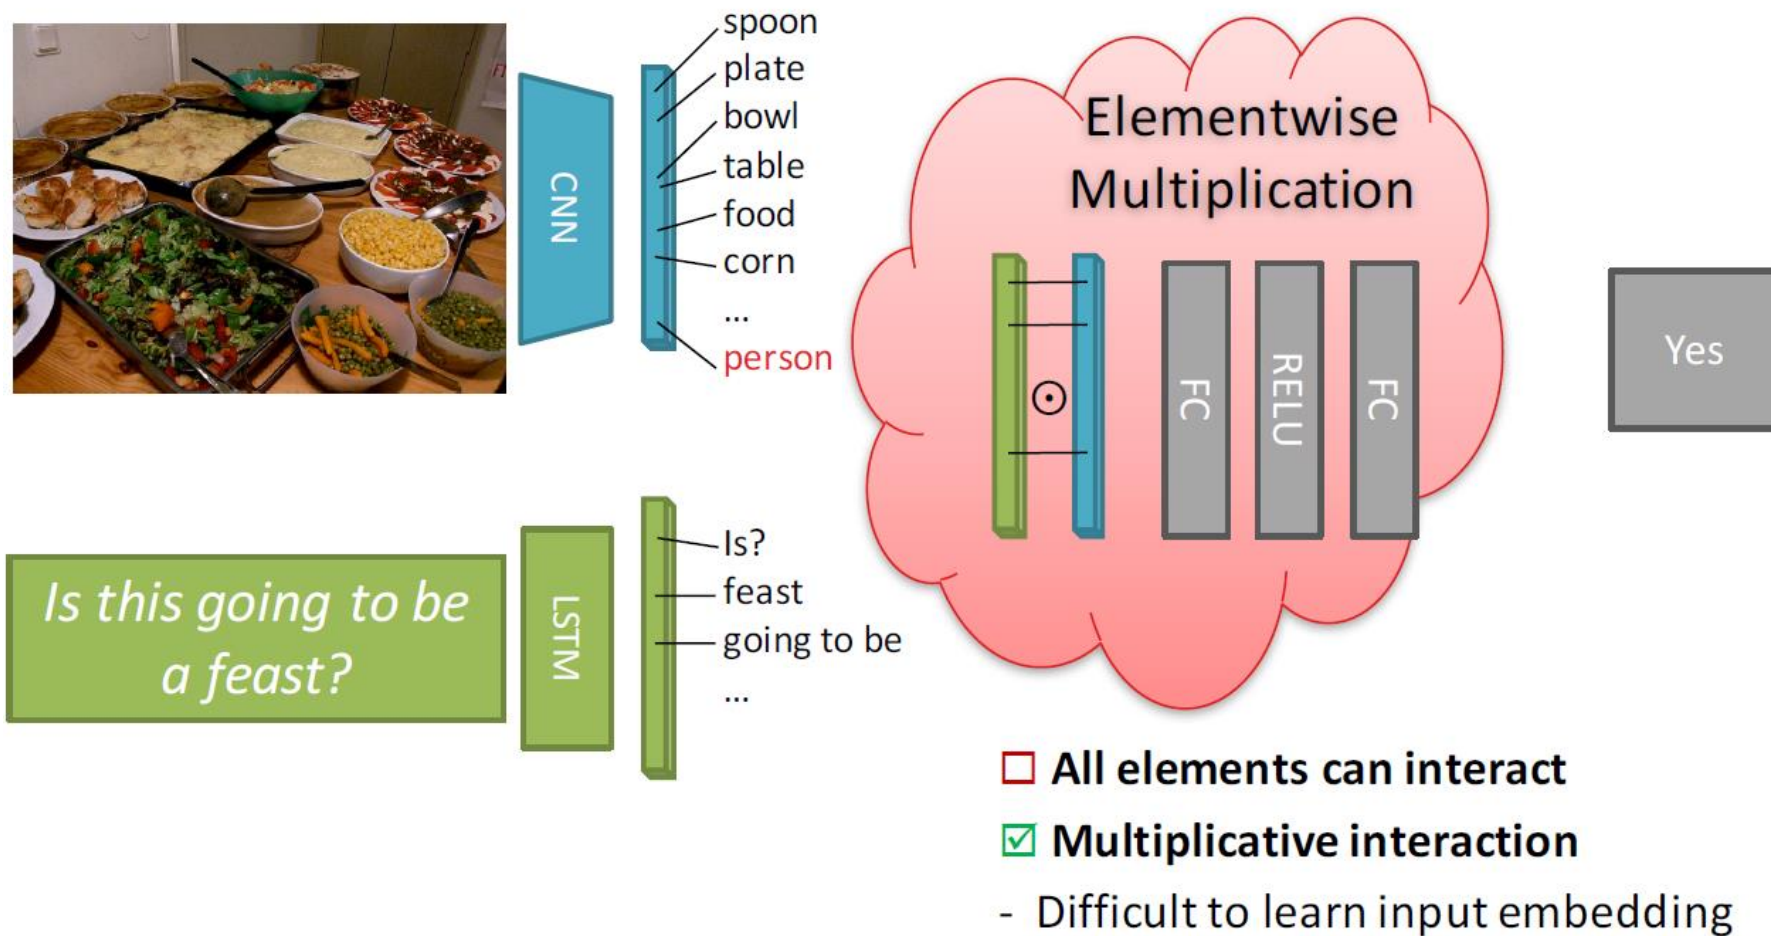 spoon
plate
bowl
table
food
corn
...
person
CNN
Is this going to be
a feast?
LSTM
Is?
feast
going to be
...
Elementwise
Multiplication
FC
RELU
FC
Yes
All elements can interact
Multiplicative interaction
- Difficult to learn input embedding